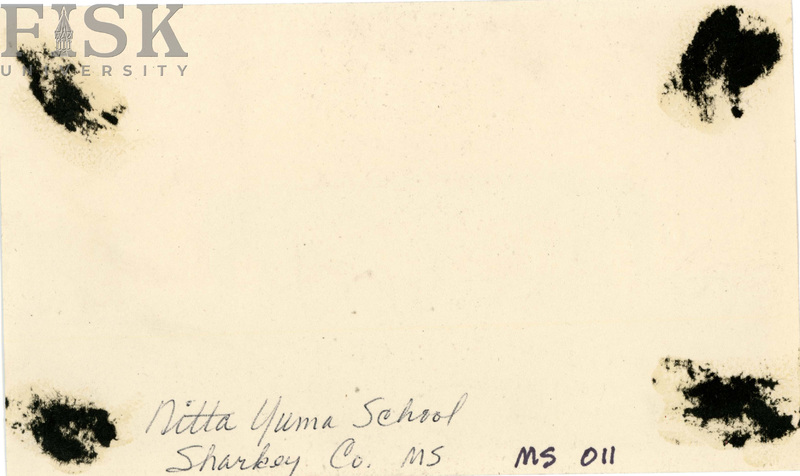 FISK
UNIVERSITY
Nitta Yuma School
Sharkey Co. MS
MS 011